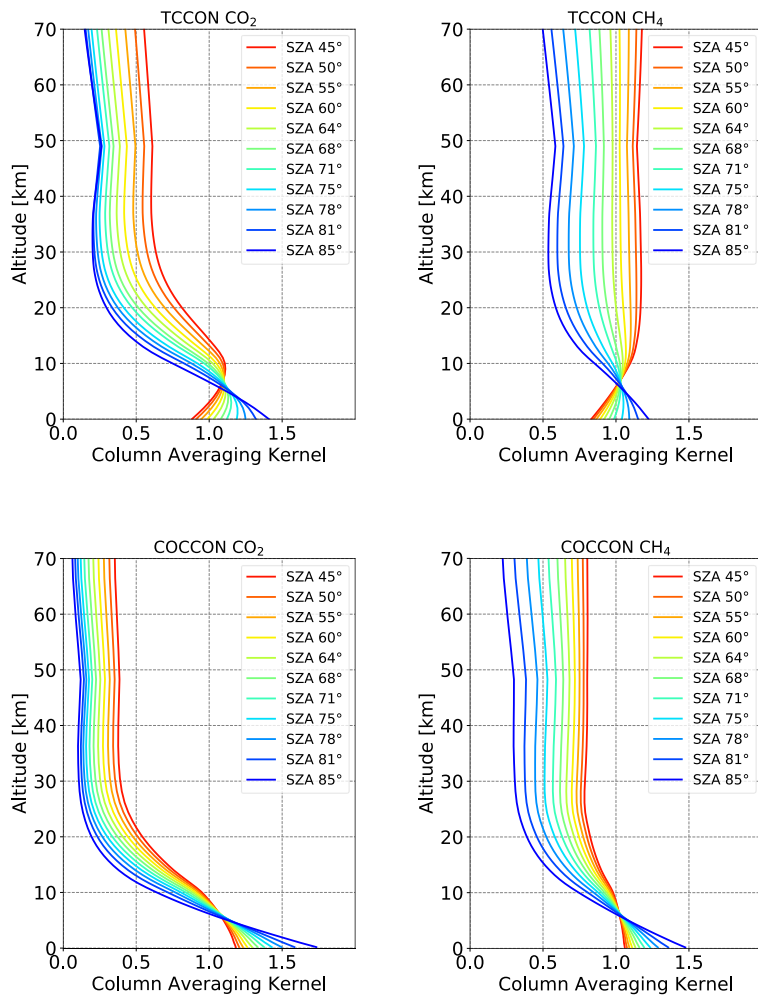 TCCON CO₂
70
60
50
40
30
20
10
0
Altitude [km]
0.0 0.5 1.0 1.5
Column Averaging Kernel
SZA 45°
SZA 50°
SZA 55°
SZA 60°
SZA 64°
SZA 68°
SZA 71°
SZA 75°
SZA 78°
SZA 81°
SZA 85°
TCCON CH₄
70
60
50
40
30
20
10
0
Altitude [km]
0.0 0.5 1.0 1.5
Column Averaging Kernel
SZA 45°
SZA 50°
SZA 55°
SZA 60°
SZA 64°
SZA 68°
SZA 71°
SZA 75°
SZA 78°
SZA 81°
SZA 85°
COCCON CO₂
70
60
50
40
30
20
10
0
Altitude [km]
0.0 0.5 1.0 1.5
Column Averaging Kernel
SZA 45°
SZA 50°
SZA 55°
SZA 60°
SZA 64°
SZA 68°
SZA 71°
SZA 75°
SZA 78°
SZA 81°
SZA 85°
COCCON CH₄
70
60
50
40
30
20
10
0
Altitude [km]
0.0 0.5 1.0 1.5
Column Averaging Kernel
SZA 45°
SZA 50°
SZA 55°
SZA 60°
SZA 64°
SZA 68°
SZA 71°
SZA 75°
SZA 78°
SZA 81°
SZA 85°